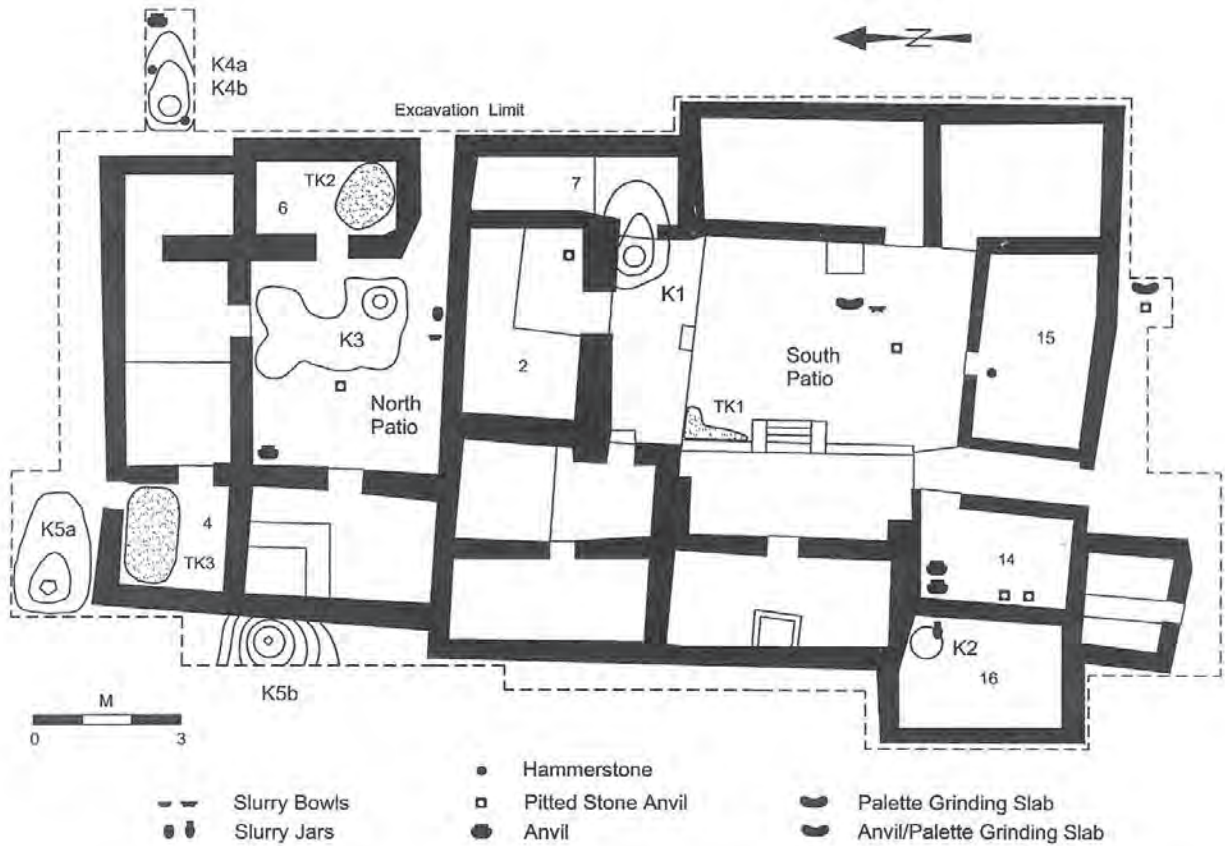 K4a
K4b
Z
Excavation Limit
TK2
7
6
K1
K3
15
2
South
Patio
North
Patio
TK1
K5a
4
TK3
14
K2
K5b
16
M
0 3
Hammerstone
Slurry Bowls
Pitted Stone Anvil
Palette Grinding Slab
Slurry Jars
Anvil
Anvil/Palette Grinding Slab